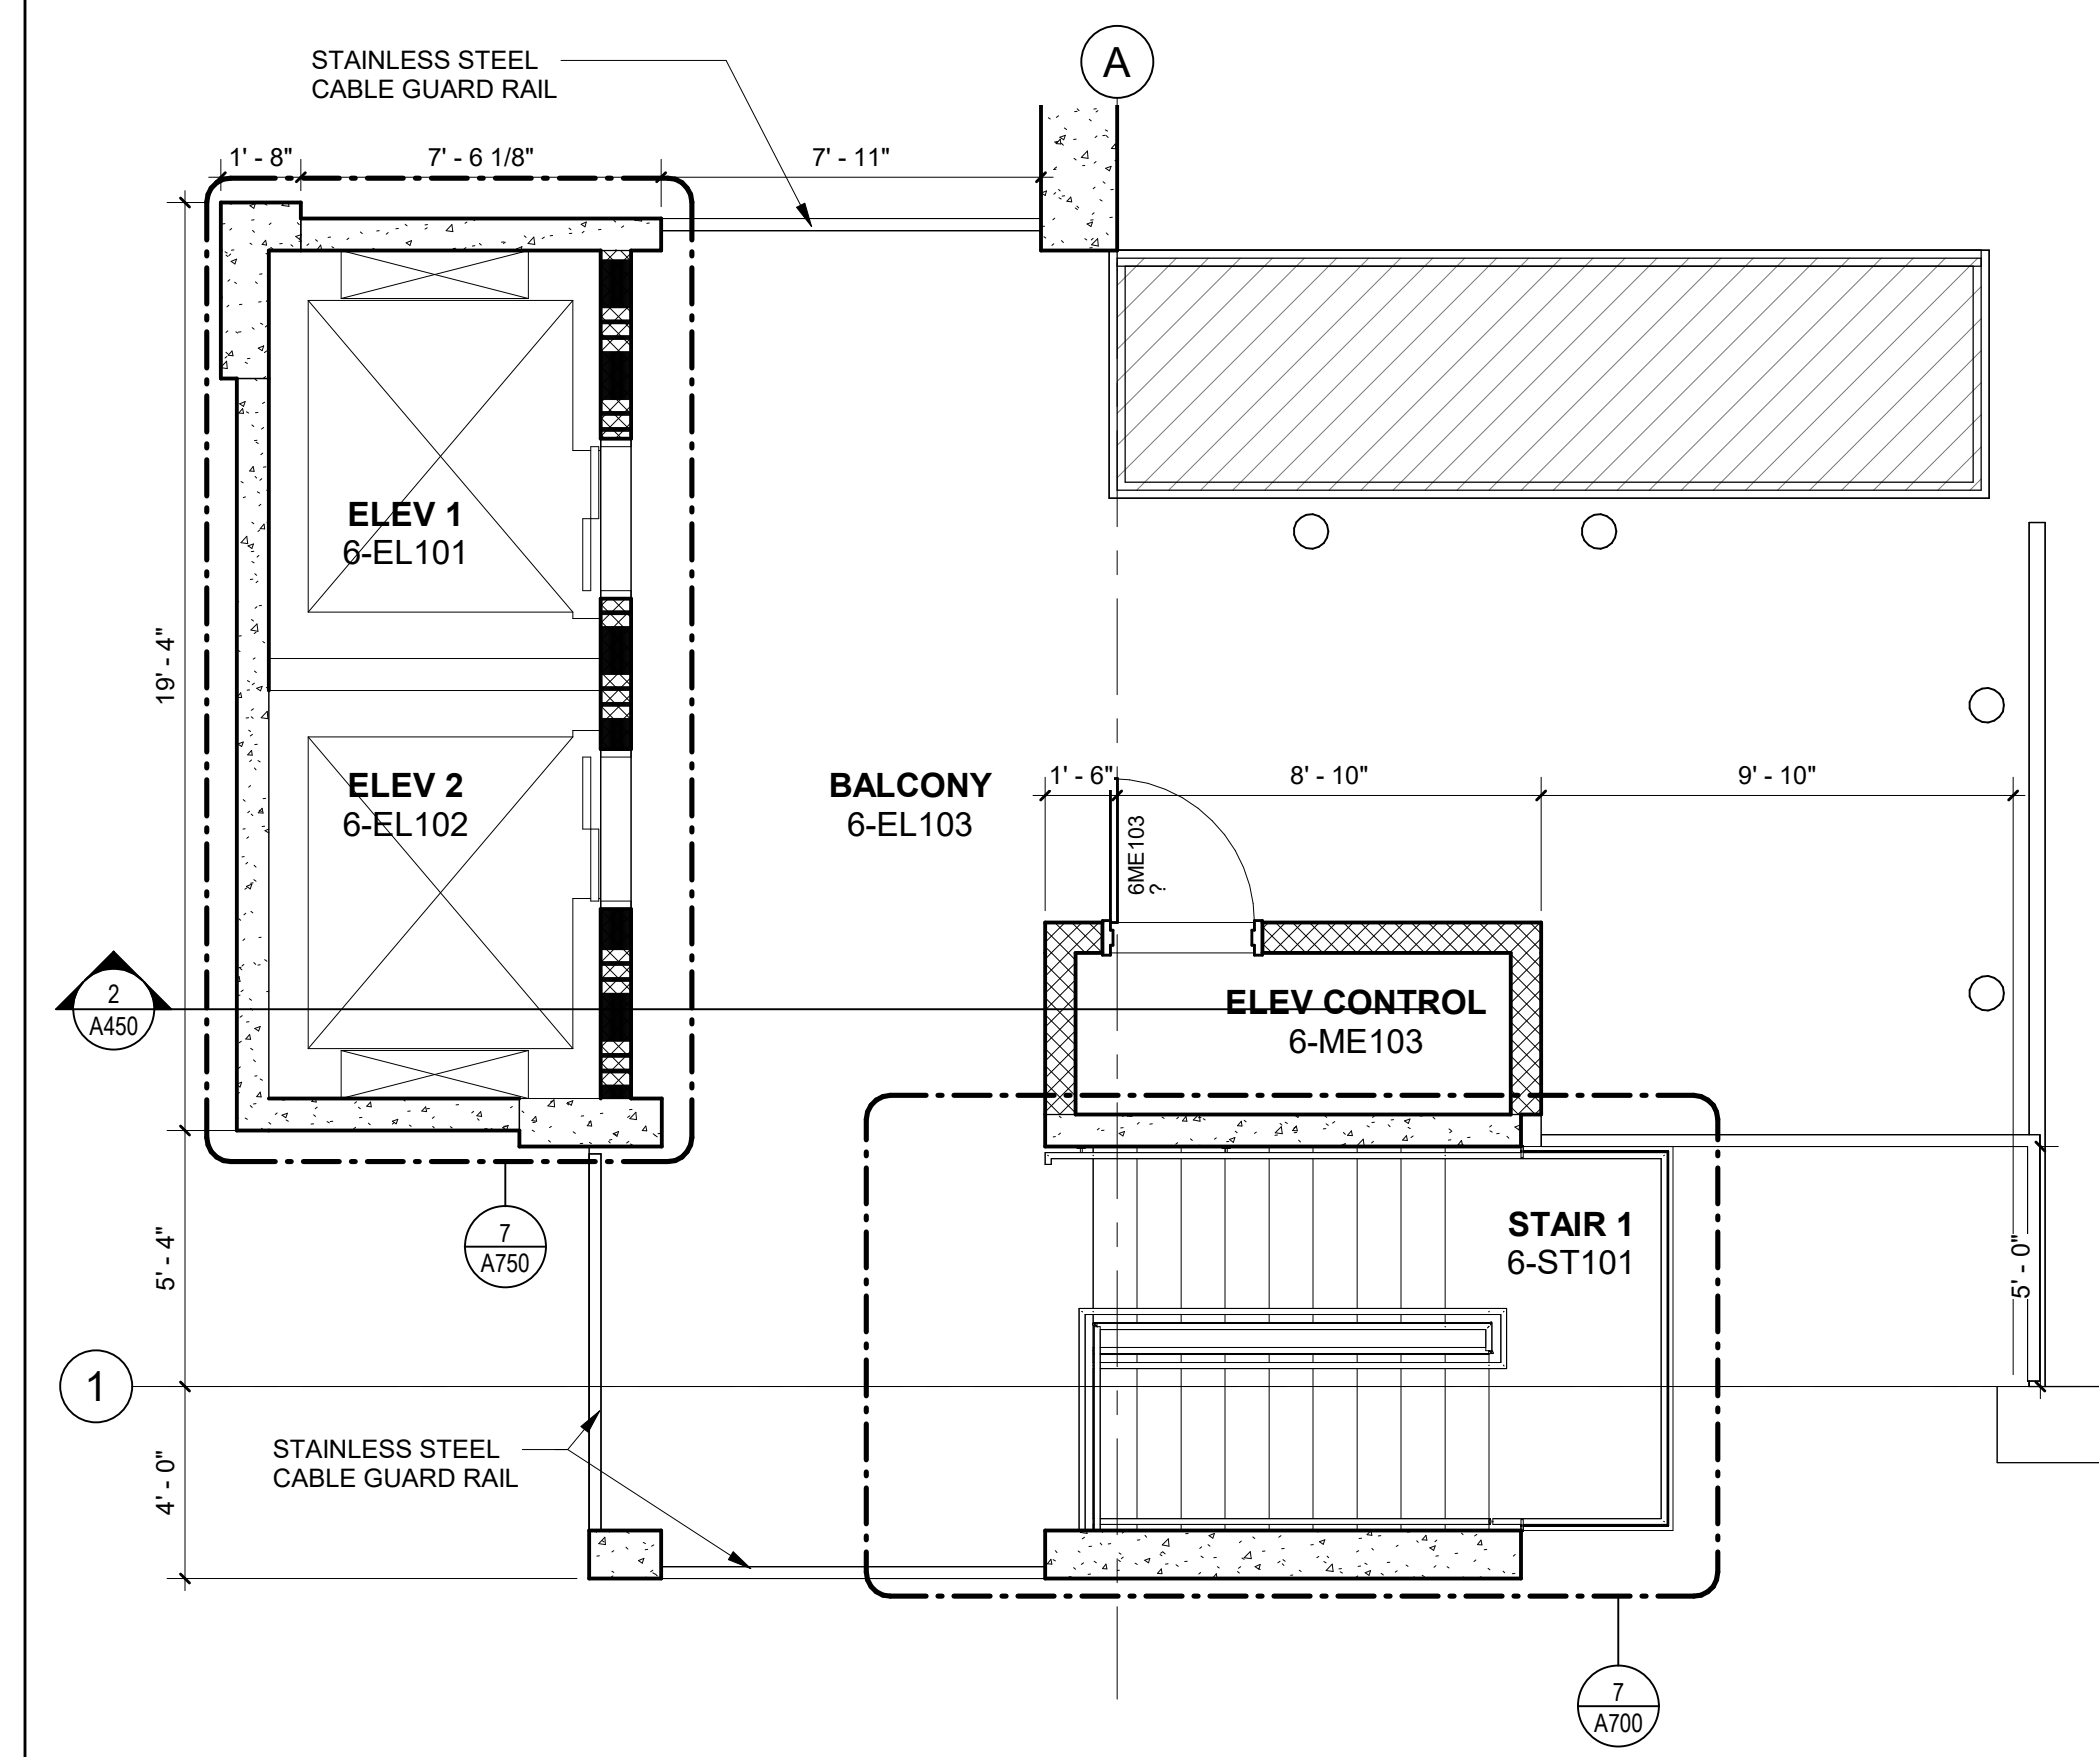 A
STAINLESS STEEL
CABLE GUARD RAIL
1' - 8"
7' - 6 1/8"
7' - 11"
ELEV 1
6-EL101
19' - 4"
ELEV 2
6-EL102
BALCONY
6-EL103
1' - 6"
8' - 10"
9' - 10"
6ME103
?
2
A450
ELEV CONTROL
6-ME103
7
A750
5' - 4"
STAIR 1
6-ST101
5' - 0"
1
STAINLESS STEEL
CABLE GUARD RAIL
4' - 0"
7
A700